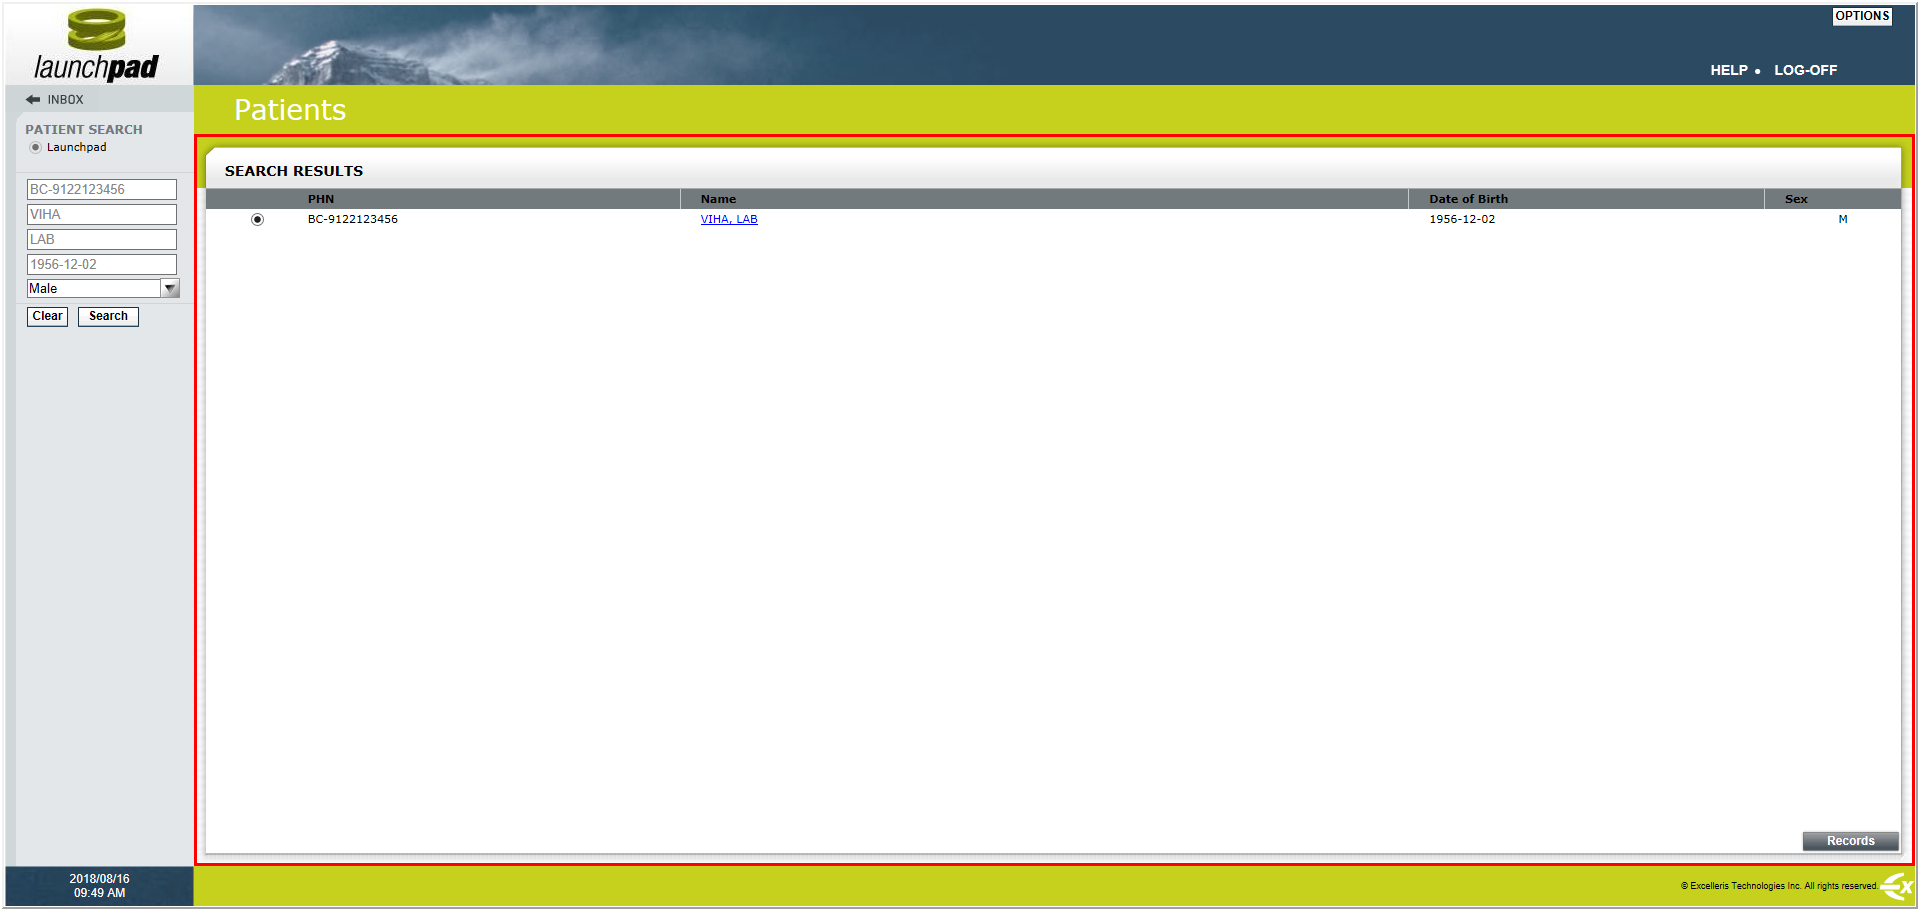 launchpad
OPTIONS
HELP • LOG-OFF
INBOX
Patients
PATIENT SEARCH
Launchpad
BC-9122123456
VIHA
LAB
1956-12-02
Male
Clear Search
SEARCH RESULTS
PHN Name Date of Birth Sex
BC-9122123456 VIHA, LAB 1956-12-02 M
Records
2018/08/16
09:49 AM
© Excelleris Technologies Inc. All rights reserved.